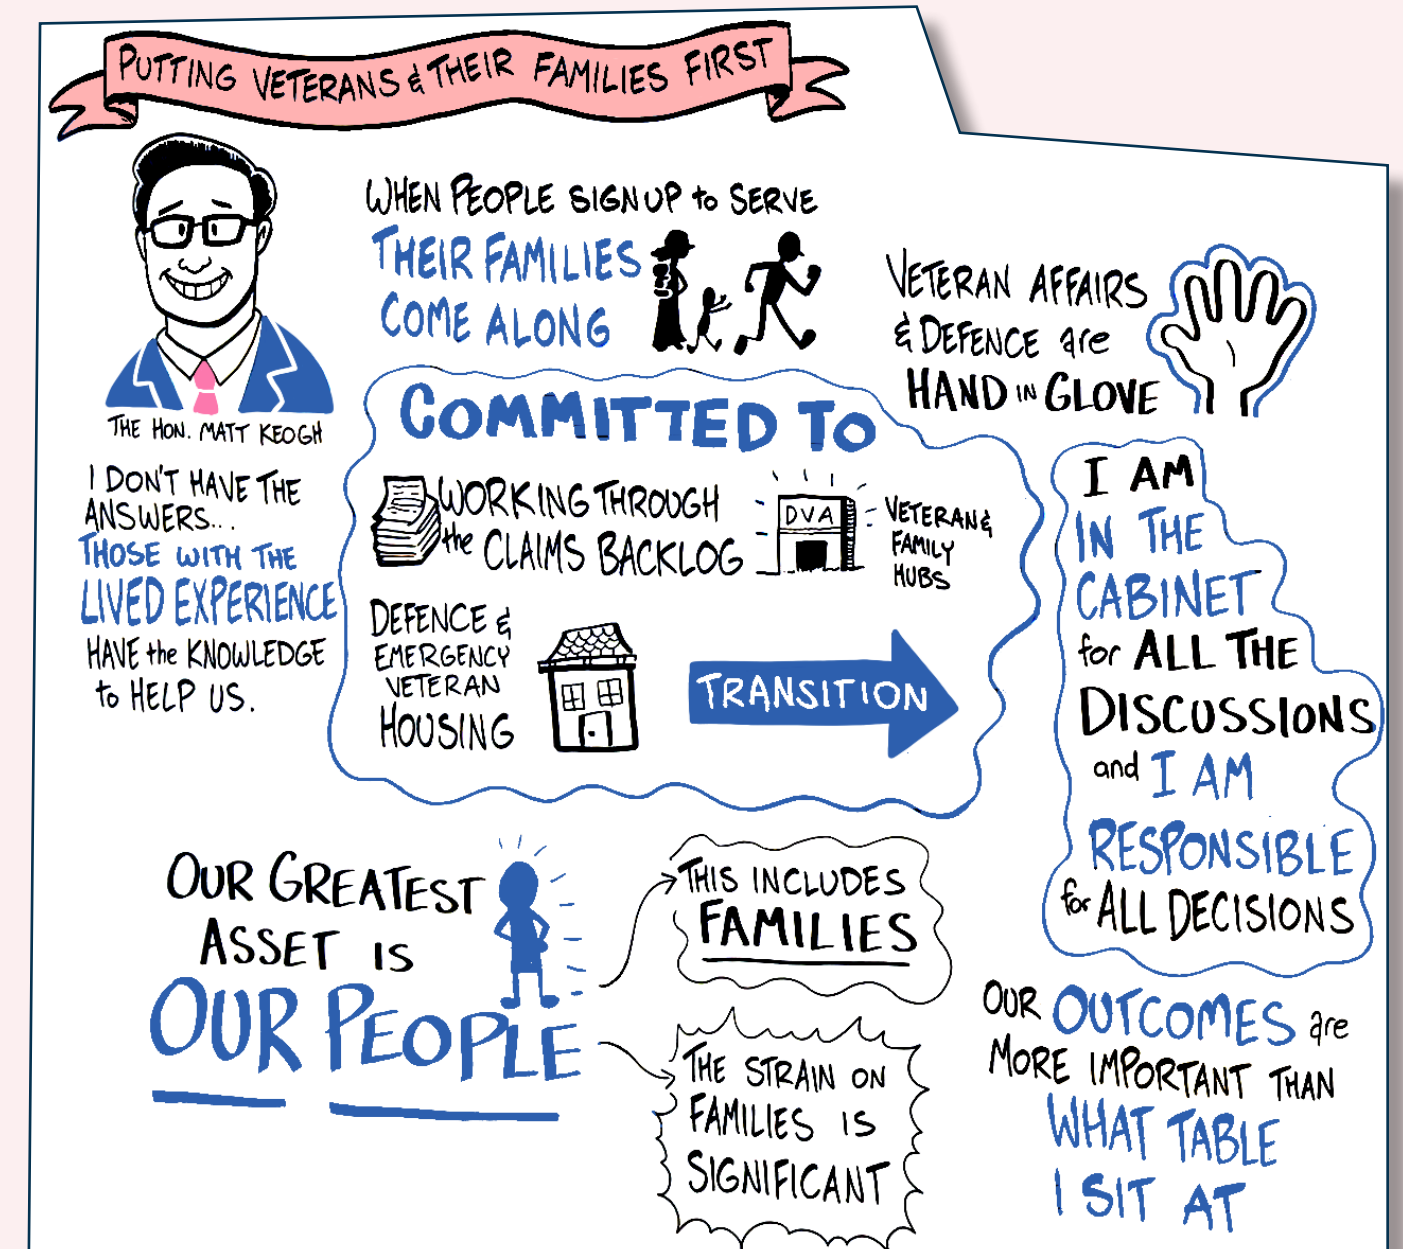 PUTTING VETERANS & THEIR FAMILIES FIRST
THE HON. MATT KEOGH
I DON'T HAVE THE
ANSWERS...
THOSE WITH THE
LIVED EXPERIENCE
HAVE the KNOWLEDGE
to HELP US.
WHEN PEOPLE SIGN UP to SERVE
THEIR FAMILIES
COME ALONG
VETERAN AFFAIRS
& DEFENCE are
HAND IN GLOVE
COMMITTED TO
WORKING THROUGH
the CLAIMS BACKLOG
DVA
VETERAN &
FAMILY
HUBS
DEFENCE &
EMERGENCY
VETERAN
HOUSING
TRANSITION
I AM
IN THE
CABINET
for ALL THE
DISCUSSIONS
and I AM
RESPONSIBLE
for ALL DECISIONS
OUR GREATEST
ASSET IS
OUR PEOPLE
THIS INCLUDES
FAMILIES
THE STRAIN ON
FAMILIES IS
SIGNIFICANT
OUR OUTCOMES are
MORE IMPORTANT THAN
WHAT TABLE
I SIT AT